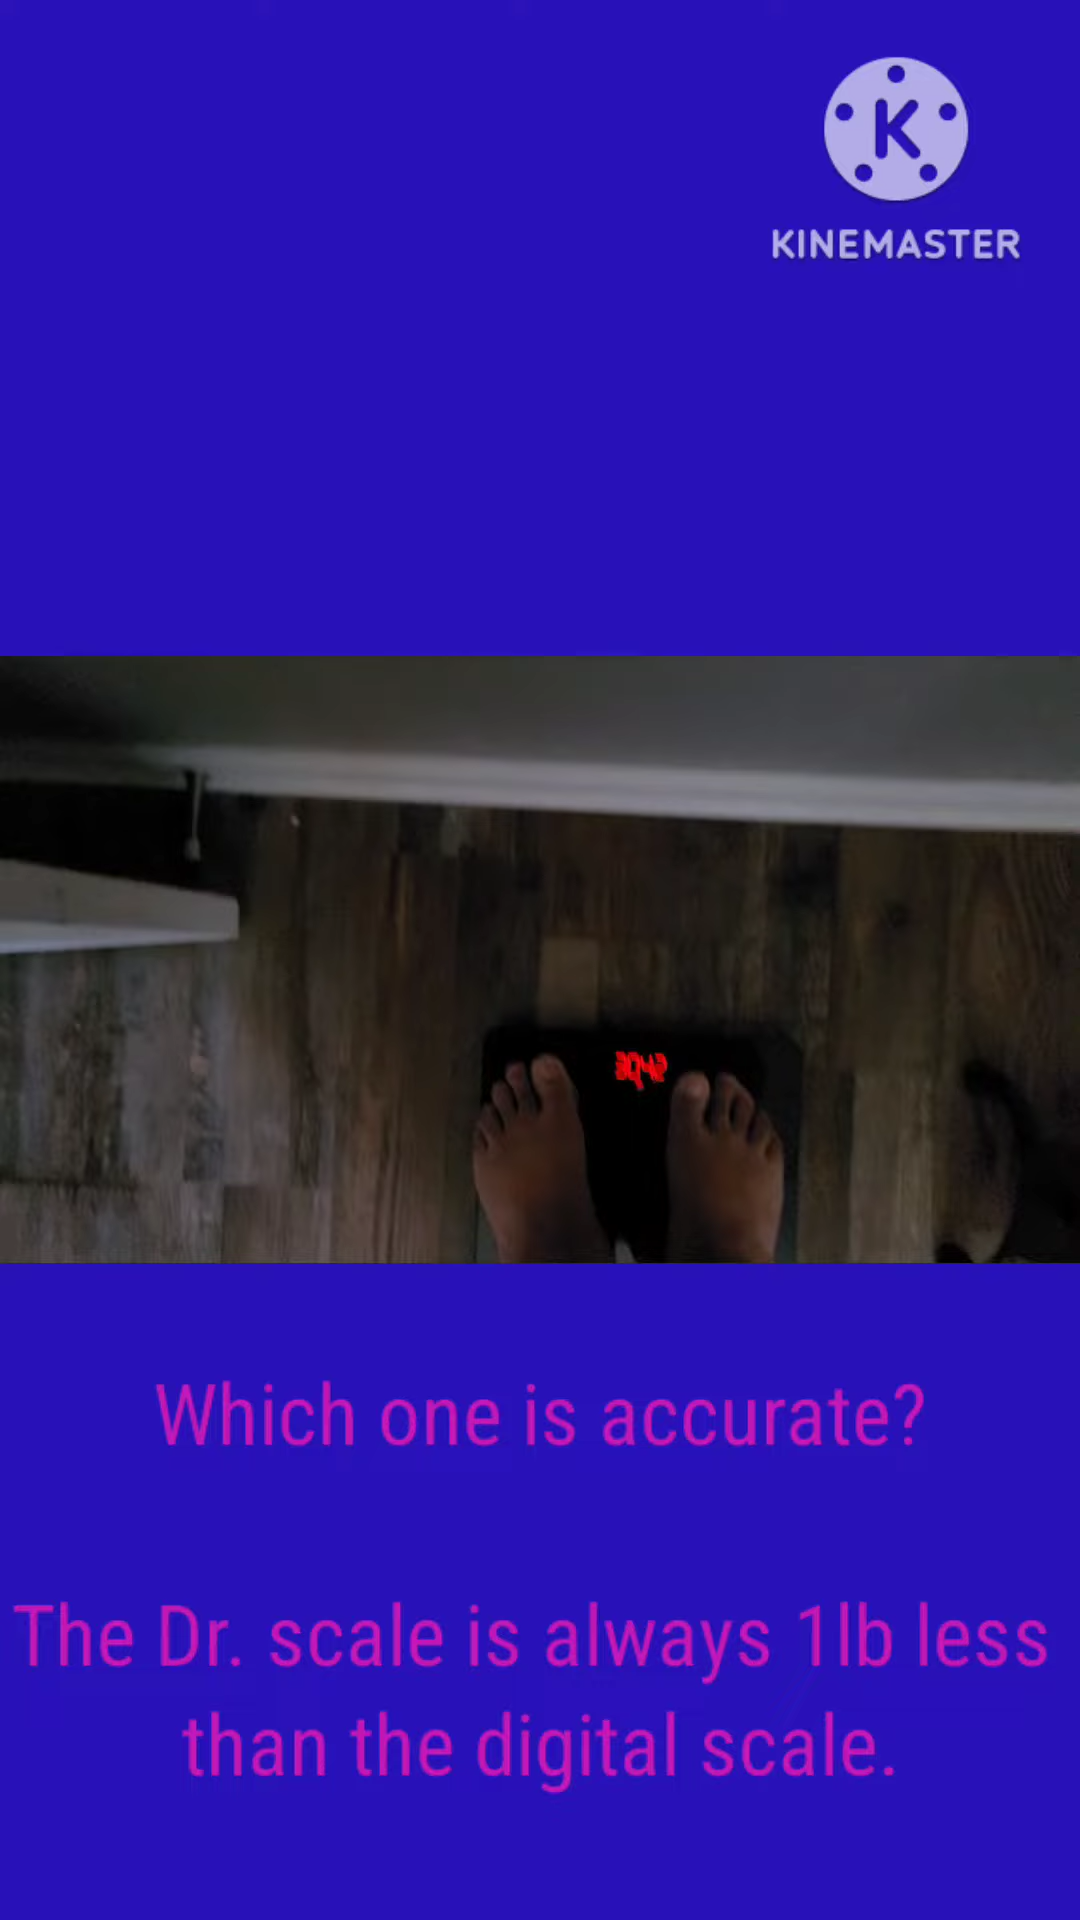 K
KINEMASTER
Which one is accurate?
The Dr. scale is always 1lb less
than the digital scale.